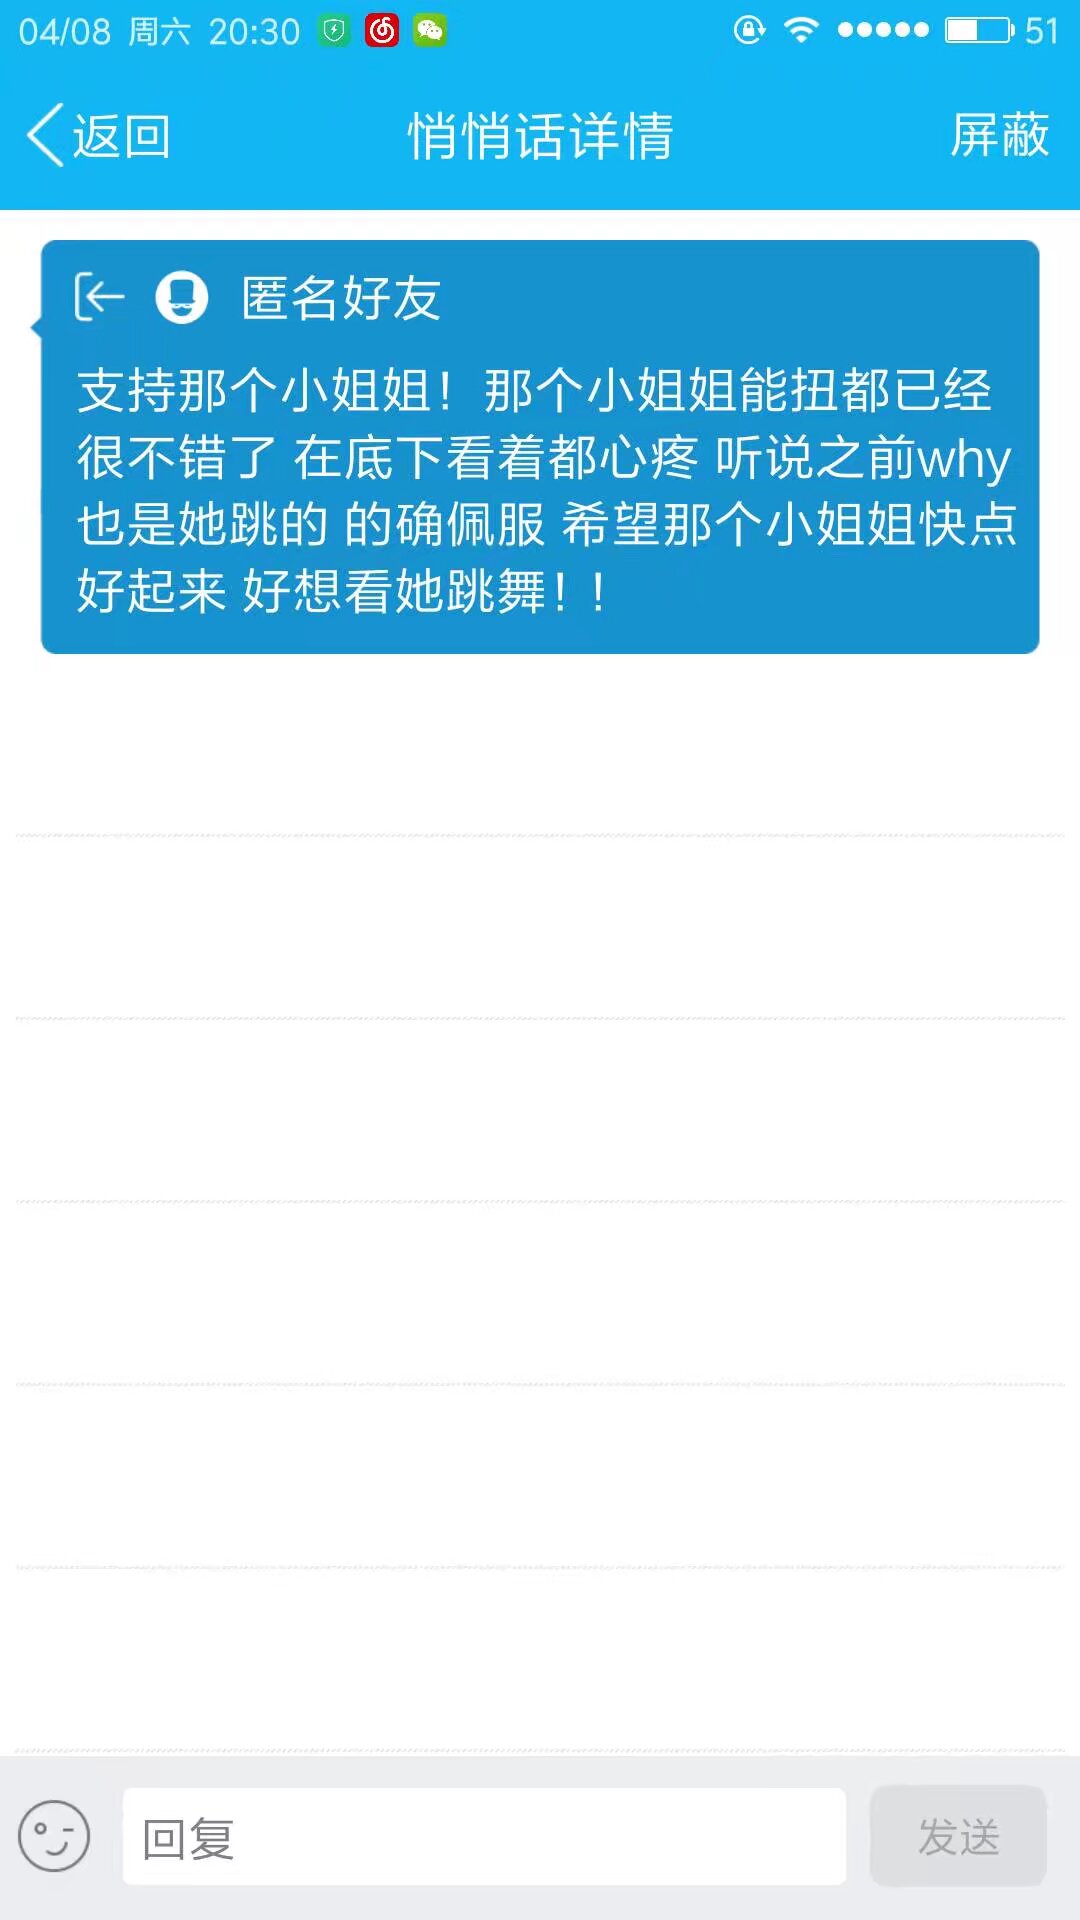 04/08 周六 20:30 51
返回 悄悄话详情 屏蔽
匿名好友
支持那个小姐姐！那个小姐姐能扭都已经
很不错了 在底下看着都心疼 听说之前why
也是她跳的 的确佩服 希望那个小姐姐快点
好起来 好想看她跳舞！！
回复 发送